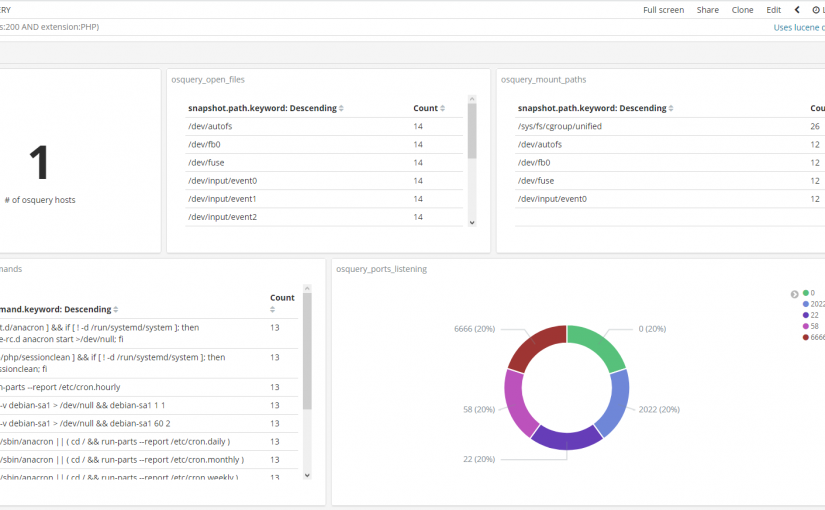 ERY
Full screen Share Clone Edit
s:200 AND extension:PHP)
Uses lucene
osquery_open_files
osquery_mount_paths
snapshot.path.keyword: Descending Count
/dev/autofs 14
/dev/fb0 14
/dev/fuse 14
/dev/input/event0 14
/dev/input/event1 14
/dev/input/event2 14
snapshot.path.keyword: Descending Cou
/sys/fs/cgroup/unified 26
/dev/autofs 12
/dev/fb0 12
/dev/fuse 12
/dev/input/event0 12
1
# of osquery hosts
mands
osquery_ports_listening
mand.keyword: Descending Count
t.d/anacron ] && if [ ! -d /run/systemd/system ]; then 13
e-rc.d anacron start >/dev/null; fi
/php/sessionclean ] && if [ ! -d /run/systemd/system ]; then 13
ssionclean; fi
n-parts --report /etc/cron.hourly 13
-v debian-sa1 > /dev/null && debian-sa1 1 1 13
-v debian-sa1 > /dev/null && debian-sa1 60 2 13
/sbin/anacron || ( cd / && run-parts --report /etc/cron.daily ) 13
/sbin/anacron || ( cd / && run-parts --report /etc/cron.monthly ) 13
/sbin/anacron || ( cd / && run-parts --report /etc/cron.weekly ) 13
6666 (20%)
0 (20%)
58 (20%)
2022 (20%)
22 (20%)
0
2022
22
58
6666